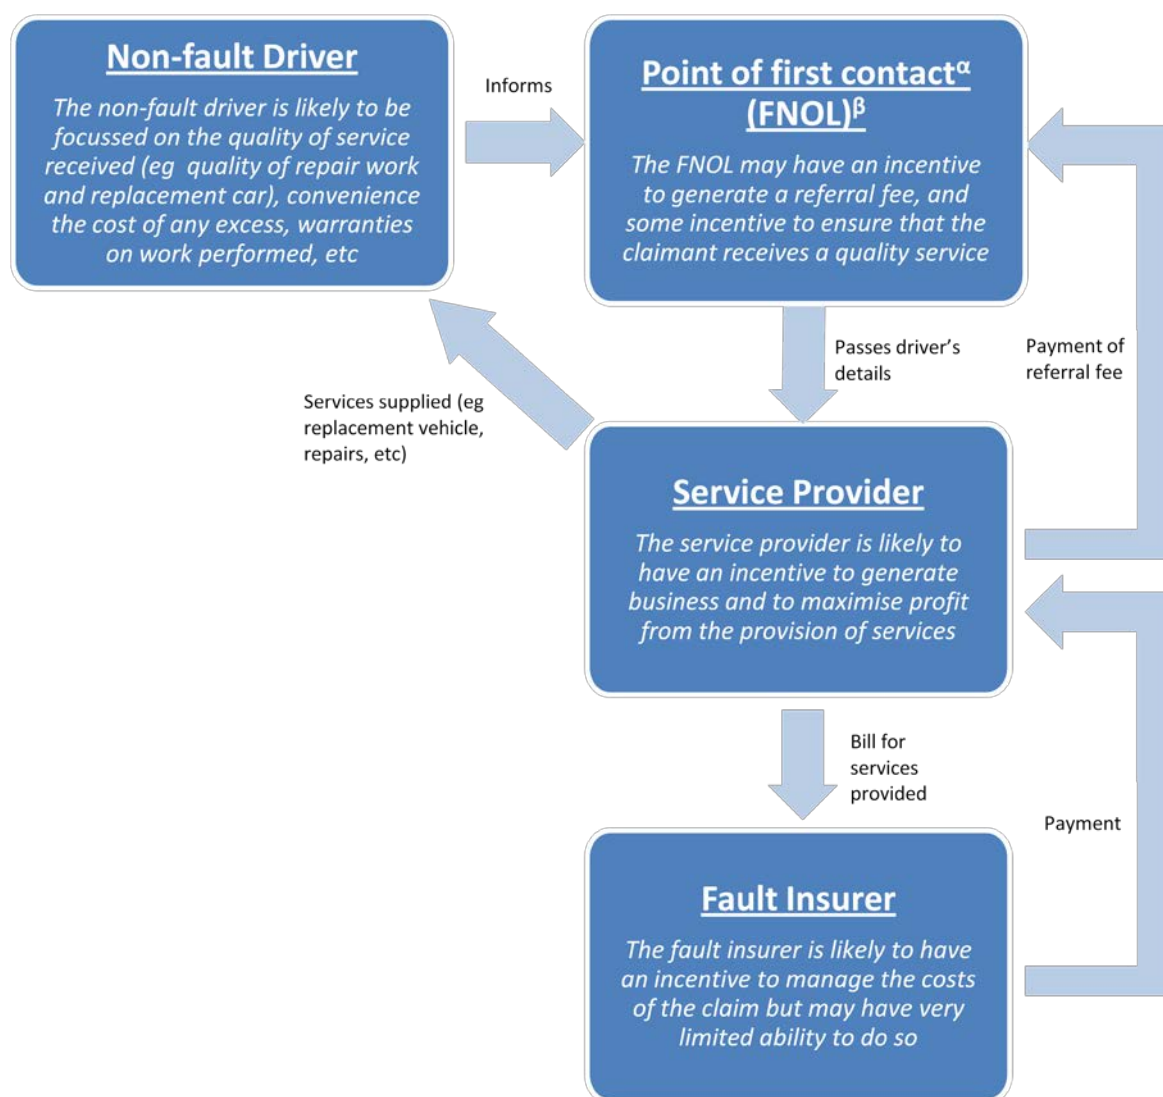 Non-fault Driver
The non-fault driver is likely to be
focussed on the quality of service
received (eg quality of repair work
and replacement car), convenience
the cost of any excess, warranties
on work performed, etc
Informs
Point of first contactᵅ
(FNOL)ᵝ
The FNOL may have an incentive
to generate a referral fee, and
some incentive to ensure that the
claimant receives a quality service
Passes driver’s
details
Payment of
referral fee
Services supplied (eg
replacement vehicle,
repairs, etc)
Service Provider
The service provider is likely to
have an incentive to generate
business and to maximise profit
from the provision of services
Bill for
services
provided
Payment
Fault Insurer
The fault insurer is likely to have
an incentive to manage the costs
of the claim but may have very
limited ability to do so